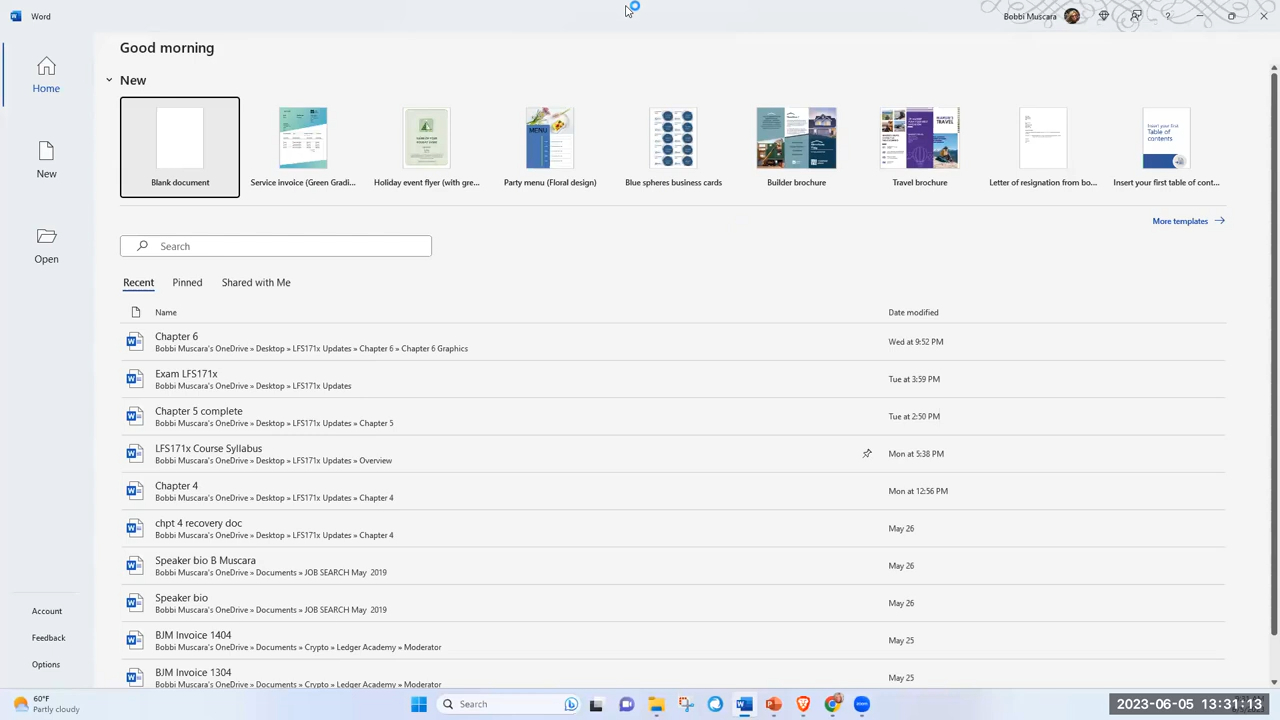 Word
Bobbi Muscara
?
Good morning
Home
New
Open
New
Blank document
Service invoice (Green Gradi...
Holiday event flyer (with gre...
MENU
Party menu (Floral design)
Blue spheres business cards
Builder brochure
TRAVEL
Travel brochure
Letter of resignation from bo...
Insert your first
Table of
contents
Insert your first table of cont...
More templates
Search
Recent
Pinned
Shared with Me
Name
Date modified
Chapter 6
Bobbi Muscara's OneDrive » Desktop » LFS171x Updates » Chapter 6 » Chapter 6 Graphics
Wed at 9:52 PM
Exam LFS171x
Bobbi Muscara's OneDrive » Desktop » LFS171x Updates
Tue at 3:59 PM
Chapter 5 complete
Bobbi Muscara's OneDrive » Desktop » LFS171x Updates » Chapter 5
Tue at 2:50 PM
LFS171x Course Syllabus
Bobbi Muscara's OneDrive » Desktop » LFS171x Updates » Overview
Mon at 5:38 PM
Chapter 4
Bobbi Muscara's OneDrive » Desktop » LFS171x Updates » Chapter 4
Mon at 12:56 PM
chpt 4 recovery doc
Bobbi Muscara's OneDrive » Desktop » LFS171x Updates » Chapter 4
May 26
Speaker bio B Muscara
Bobbi Muscara's OneDrive » Documents » JOB SEARCH May 2019
May 26
Speaker bio
Bobbi Muscara's OneDrive » Documents » JOB SEARCH May 2019
May 26
BJM Invoice 1404
Bobbi Muscara's OneDrive » Documents » Crypto » Ledger Academy » Moderator
May 25
BJM Invoice 1304
Bobbi Muscara's OneDrive » Documents » Crypto » Ledger Academy » Moderator
May 25
Account
Feedback
Options
60°F
Partly cloudy
Search
zoom
2023-06-05 13:31:13